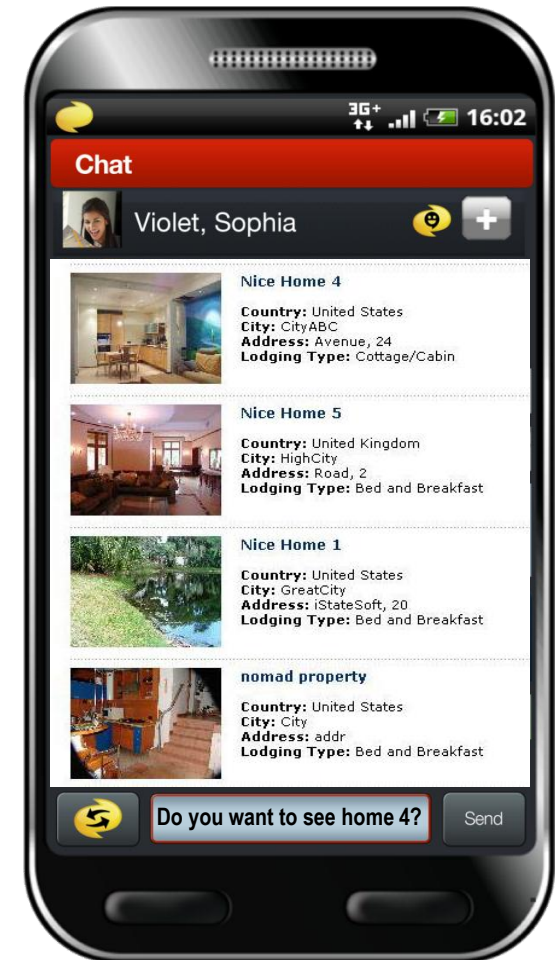 3G+ 16:02
Chat
Violet, Sophia
Nice Home 4
Country: United States
City: CityABC
Address: Avenue, 24
Lodging Type: Cottage/Cabin
Nice Home 5
Country: United Kingdom
City: HighCity
Address: Road, 2
Lodging Type: Bed and Breakfast
Nice Home 1
Country: United States
City: GreatCity
Address: iStateSoft, 20
Lodging Type: Bed and Breakfast
nomad property
Country: United States
City: City
Address: addr
Lodging Type: Bed and Breakfast
Do you want to see home 4? Send